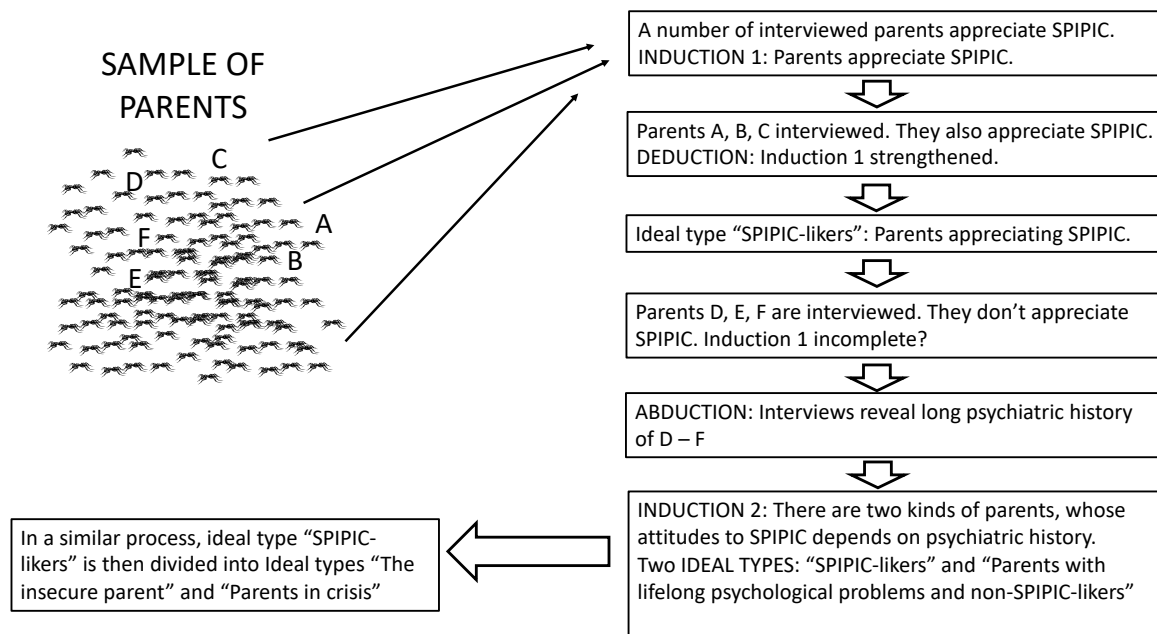 SAMPLE OF
PARENTS
C
D
A
F
B
E
A number of interviewed parents appreciate SPIPIC.
INDUCTION 1: Parents appreciate SPIPIC.
Parents A, B, C interviewed. They also appreciate SPIPIC.
DEDUCTION: Induction 1 strengthened.
Ideal type “SPIPIC-likers”: Parents appreciating SPIPIC.
Parents D, E, F are interviewed. They don’t appreciate
SPIPIC. Induction 1 incomplete?
ABDUCTION: Interviews reveal long psychiatric history
of D – F
INDUCTION 2: There are two kinds of parents, whose
attitudes to SPIPIC depends on psychiatric history.
Two IDEAL TYPES: “SPIPIC-likers” and “Parents with
lifelong psychological problems and non-SPIPIC-likers”
In a similar process, ideal type “SPIPIC-
likers” is then divided into Ideal types “The
insecure parent” and “Parents in crisis”